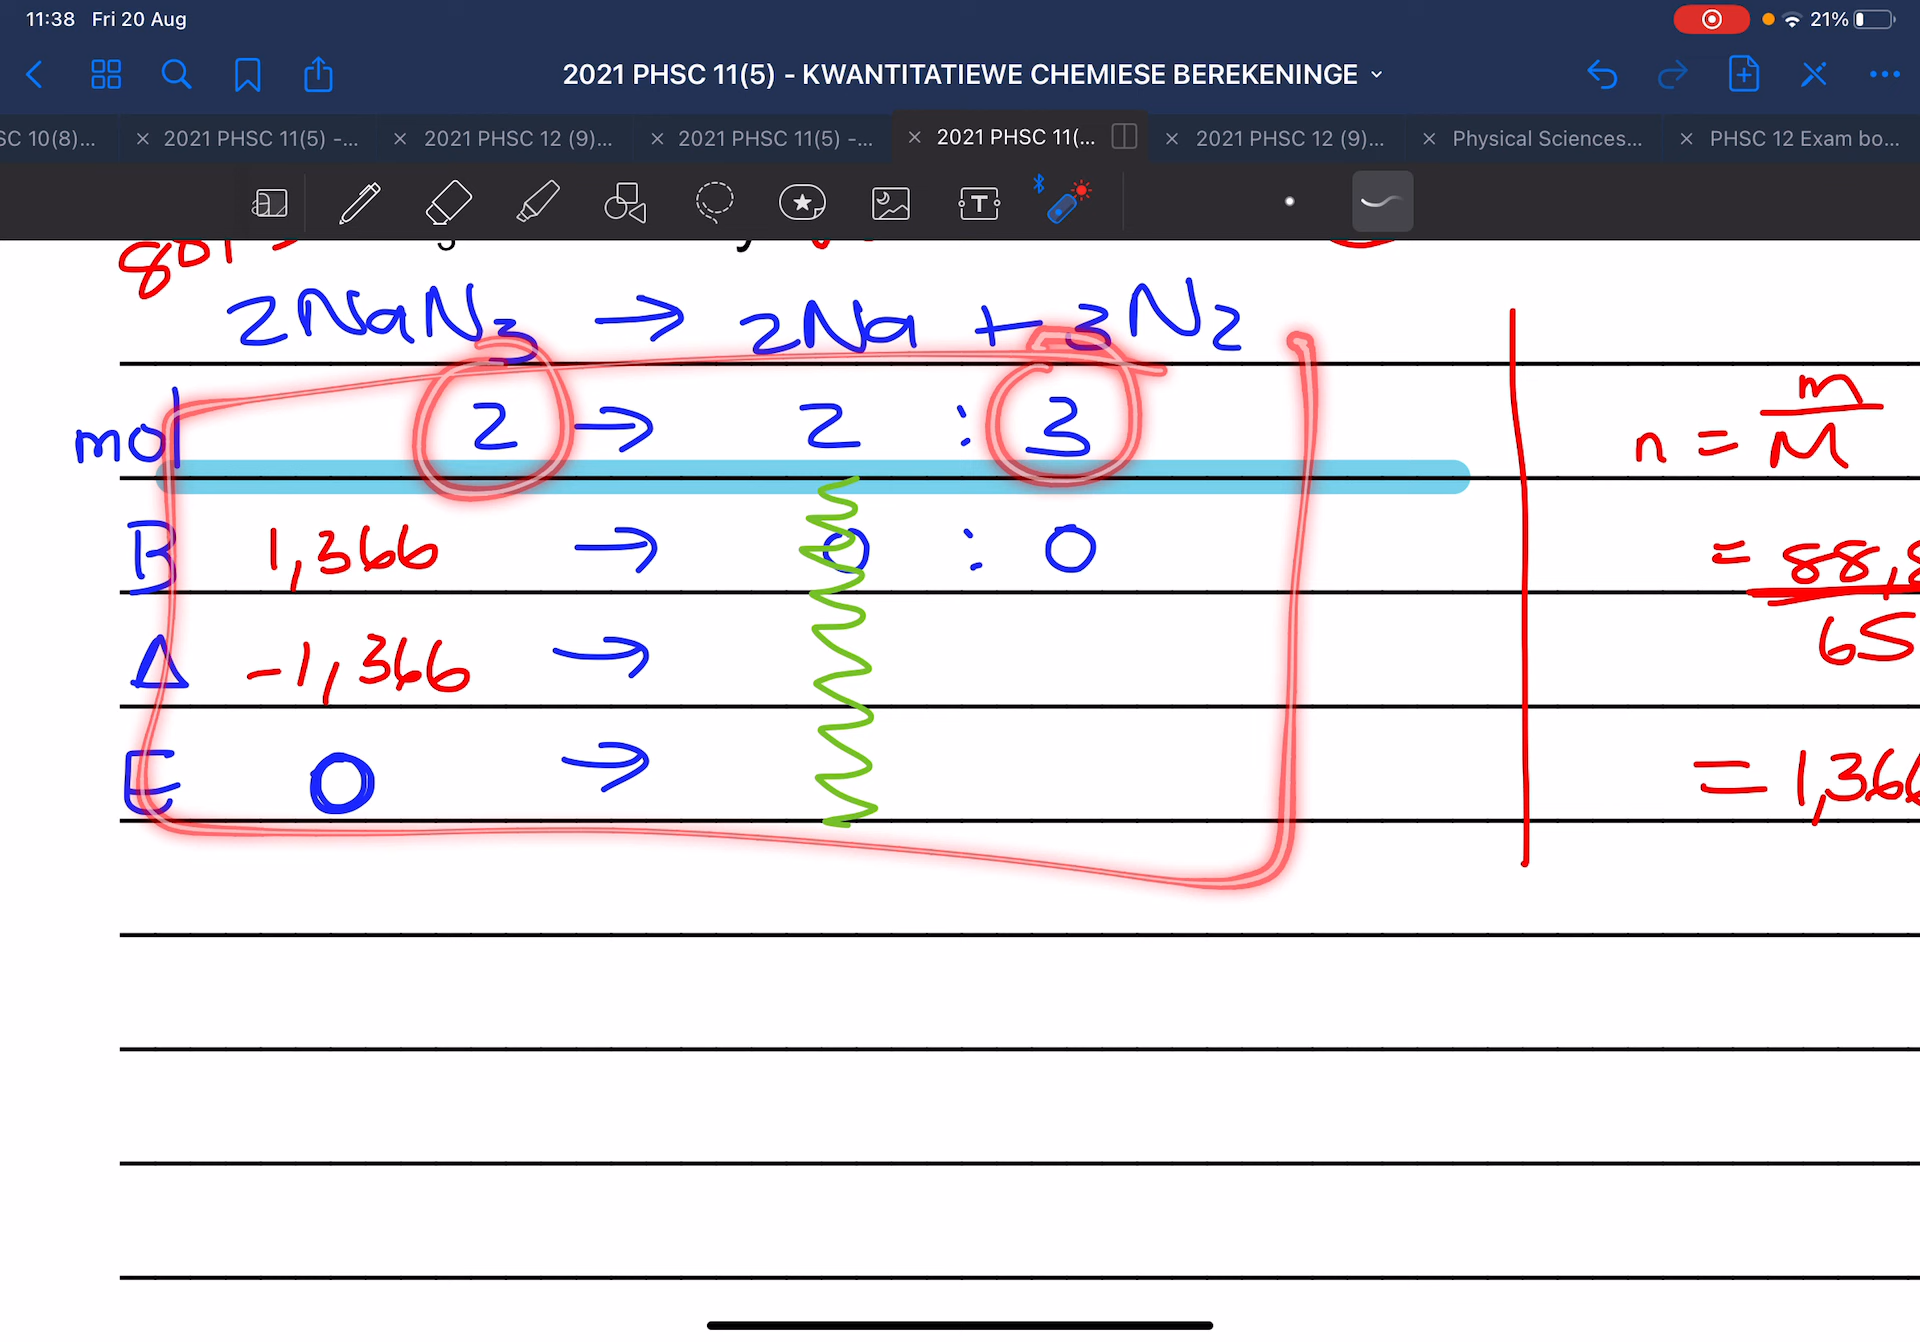 11:38 Fri 20 Aug 21%
2021 PHSC 11(5) - KWANTITATIEWE CHEMIESE BEREKENINGE
SC 10(8)... 2021 PHSC 11(5) -... 2021 PHSC 12 (9)... 2021 PHSC 11(5) -... 2021 PHSC 11(... 2021 PHSC 12 (9)... Physical Sciences... PHSC 12 Exam bo...
2NaN3 → 2Na + 3N2
mol 2 → 2 : 3
n = m/M
B 1,366 → 0 : 0
= 88,8
65
Δ -1,366 →
E 0 →
= 1,366